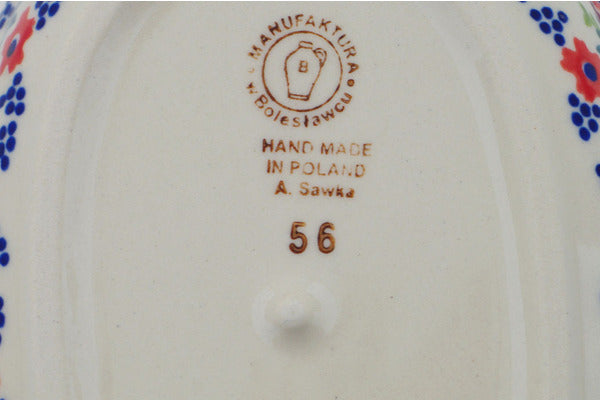 MANUFAKTURA
w Bolesławcu
B
HAND MADE
IN POLAND
A. Sawka
56